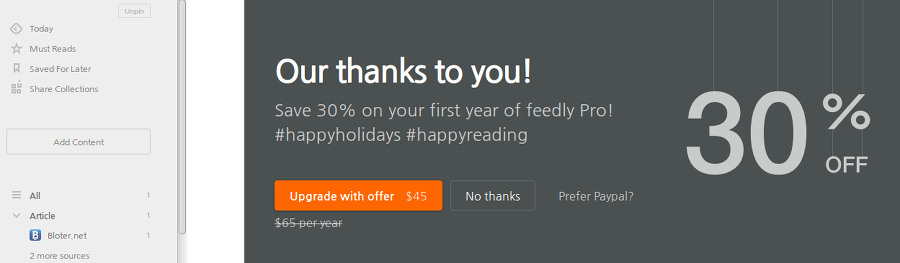 Unpin
Today
Must Reads
Saved For Later
Share Collections
Add Content
All 1
Article 1
B Bloter.net 1
2 more sources
Our thanks to you!
Save 30% on your first year of feedly Pro!
#happyholidays #happyreading
Upgrade with offer $45
No thanks
Prefer Paypal?
$65 per year
30%
OFF